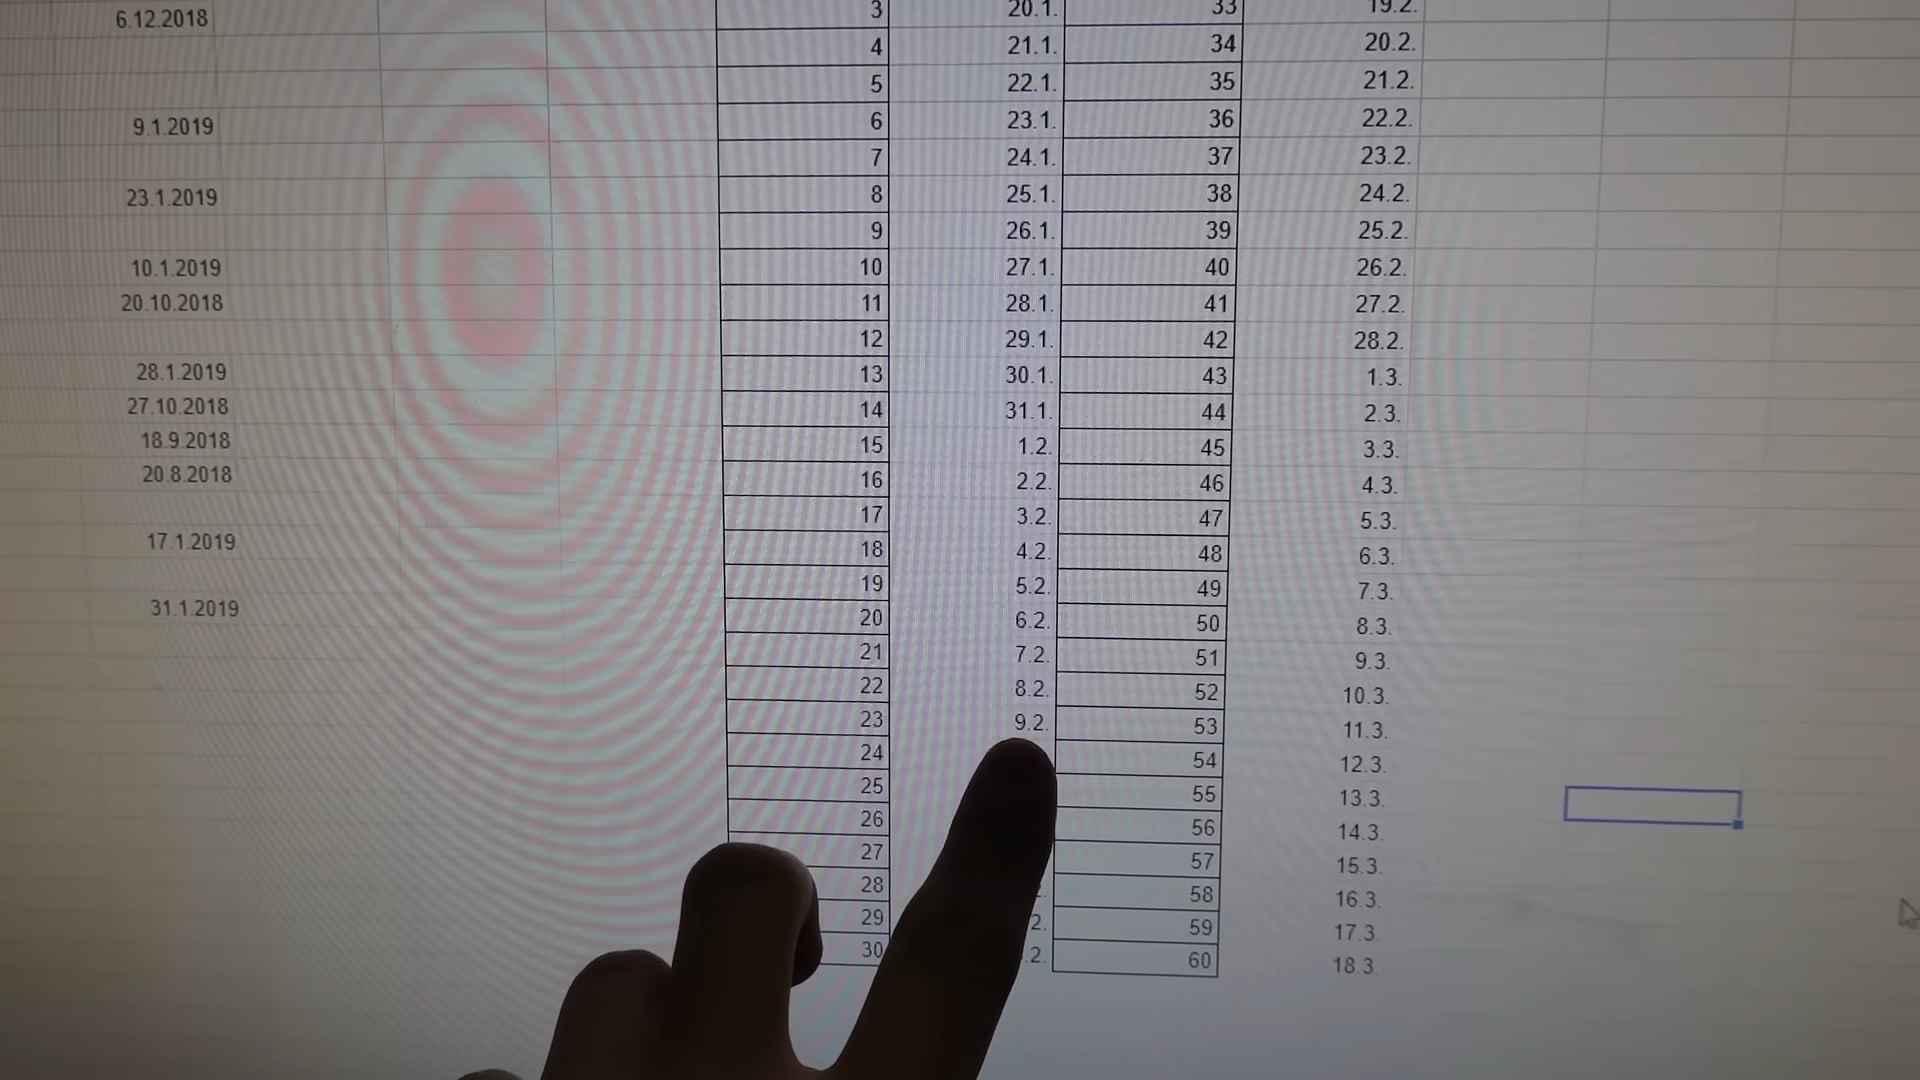 3 20.1. 33 19.2.
6.12.2018
4 21.1. 34 20.2.
5 22.1. 35 21.2.
9.1.2019 6 23.1. 36 22.2.
7 24.1. 37 23.2.
23.1.2019 8 25.1. 38 24.2.
9 26.1. 39 25.2.
10.1.2019 10 27.1. 40 26.2.
20.10.2018 11 28.1. 41 27.2.
12 29.1. 42 28.2.
28.1.2019 13 30.1. 43 1.3.
27.10.2018 14 31.1. 44 2.3.
18.9.2018 15 1.2. 45 3.3.
20.8.2018 16 2.2. 46 4.3.
17 3.2. 47 5.3.
17.1.2019 18 4.2. 48 6.3.
19 5.2. 49 7.3.
31.1.2019 20 6.2. 50 8.3.
21 7.2. 51 9.3.
22 8.2. 52 10.3.
23 9.2. 53 11.3.
24 54 12.3.
25 55 13.3.
26 56 14.3.
27 57 15.3.
28 58 16.3.
29 2. 59 17.3.
30 .2. 60 18.3.